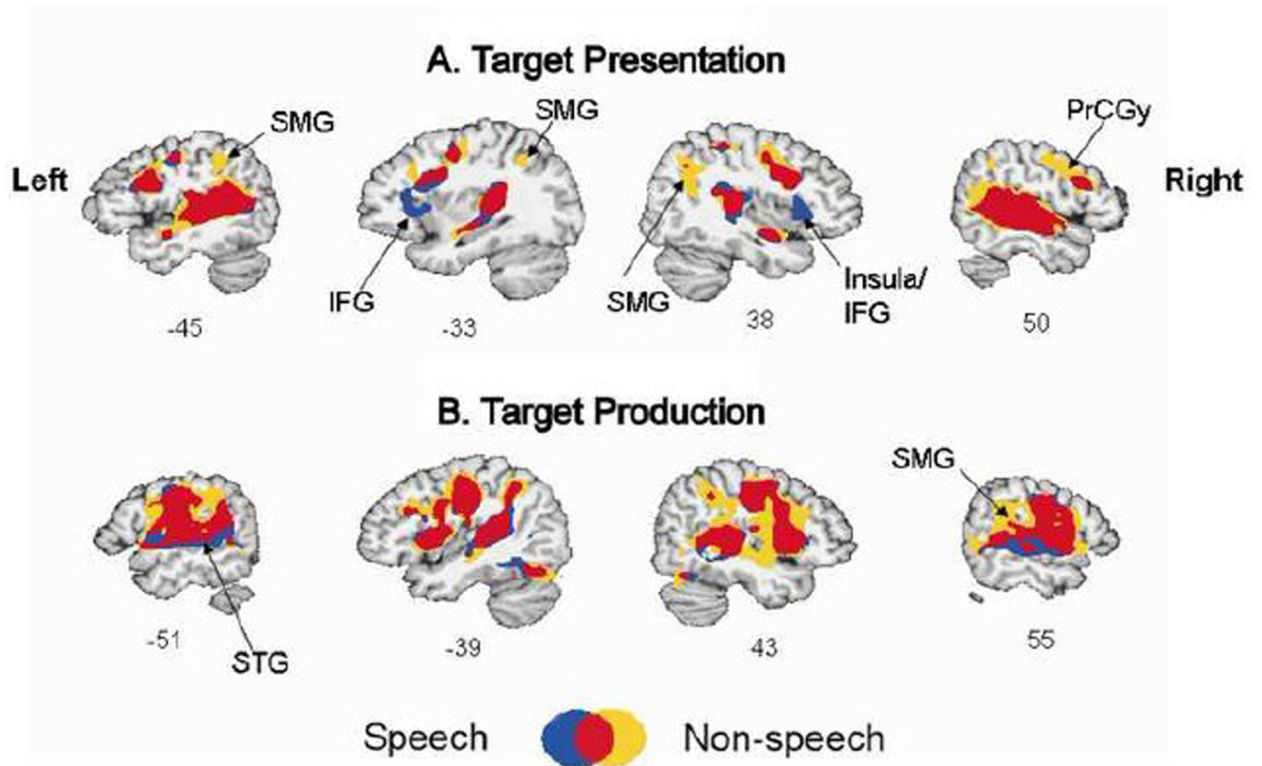 A. Target Presentation
SMG
SMG
PrCGy
Left
Right
IFG
SMG
Insula/
IFG
-45
-33
38
50
B. Target Production
SMG
-51
-39
43
55
STG
Speech
Non-speech